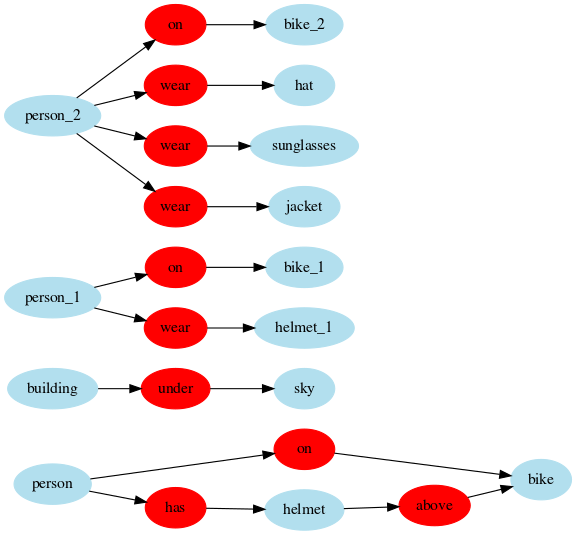 on
bike_2
wear
hat
person_2
wear
sunglasses
wear
jacket
on
bike_1
person_1
wear
helmet_1
building
under
sky
on
person
bike
has
helmet
above